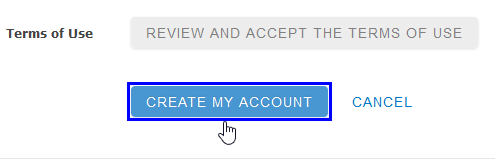 Terms of Use REVIEW AND ACCEPT THE TERMS OF USE
CREATE MY ACCOUNT CANCEL